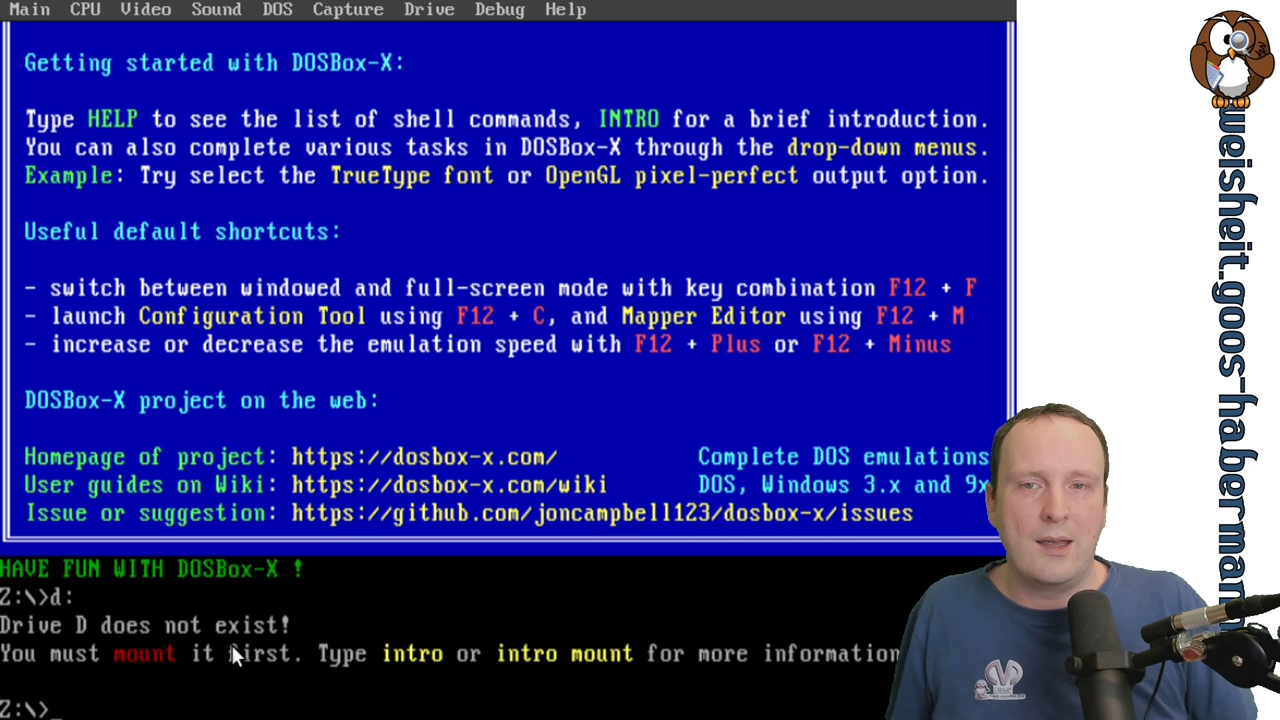 Main CPU Video Sound DOS Capture Drive Debug Help
Getting started with DOSBox-X:
Type HELP to see the list of shell commands, INTRO for a brief introduction.
You can also complete various tasks in DOSBox-X through the drop-down menus.
Example: Try select the TrueType font or OpenGL pixel-perfect output option.
Useful default shortcuts:
- switch between windowed and full-screen mode with key combination F12 + F
- launch Configuration Tool using F12 + C, and Mapper Editor using F12 + M
- increase or decrease the emulation speed with F12 + Plus or F12 + Minus
DOSBox-X project on the web:
Homepage of project: https://dosbox-x.com/ Complete DOS emulations
User guides on Wiki: https://dosbox-x.com/wiki DOS, Windows 3.x and 9x
Issue or suggestion: https://github.com/joncampbell123/dosbox-x/issues
HAVE FUN WITH DOSBox-X !
Z:\>d:
Drive D does not exist!
You must mount it first. Type intro or intro mount for more information
Z:\>_
weisheit.goos-haberman